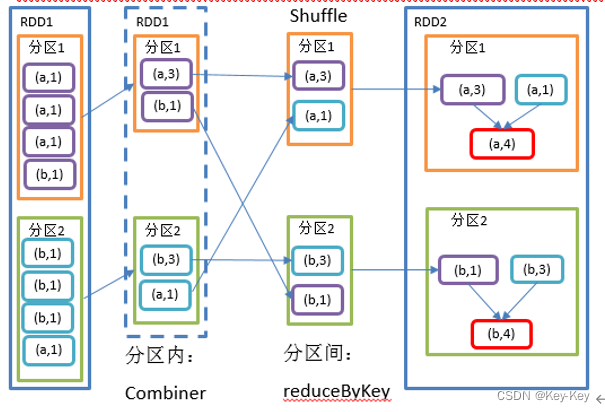 RDD1
分区1
(a,1)
(a,1)
(a,1)
(b,1)
分区2
(b,1)
(b,1)
(b,1)
(a,1)
RDD1
分区1
(a,3)
(b,1)
分区2
(b,3)
(a,1)
分区内：
Combiner
Shuffle
分区1
(a,3)
(a,1)
分区2
(b,3)
(b,1)
分区间：
reduceByKey
RDD2
分区1
(a,3)
(a,1)
(a,4)
分区2
(b,1)
(b,3)
(b,4)
CSDN @Key-Key